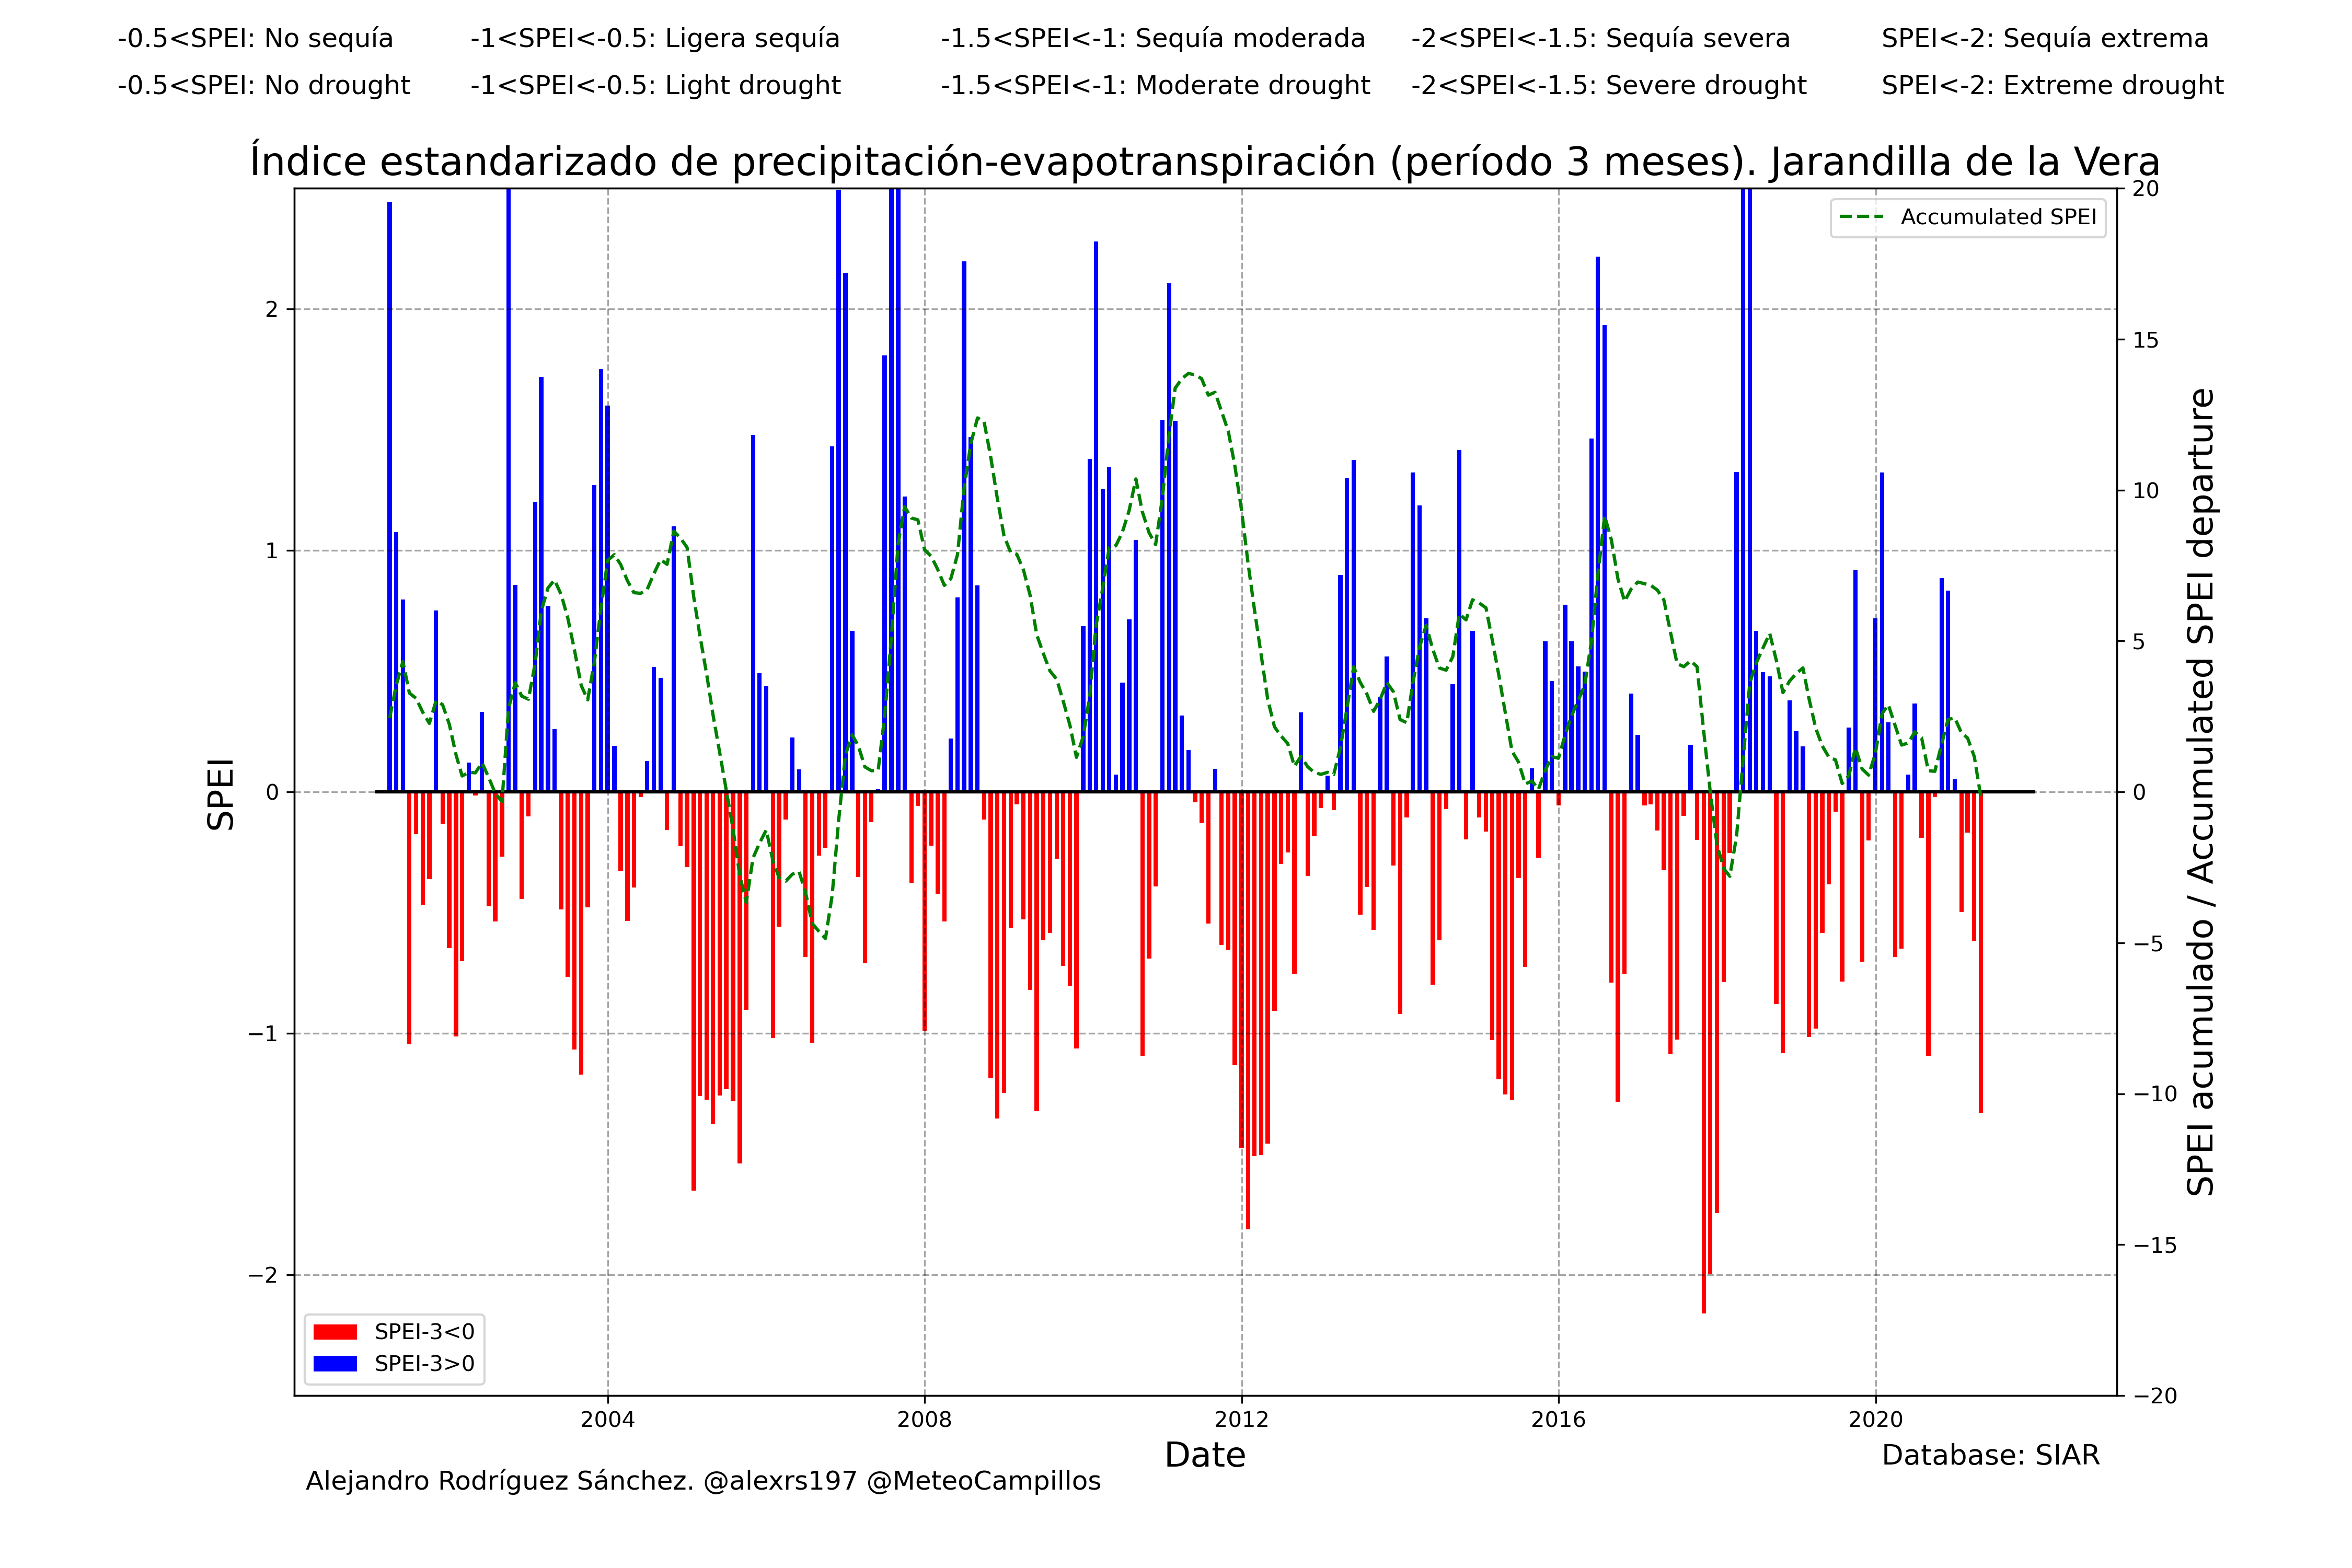 -0.5<SPEI: No sequía -1<SPEI<-0.5: Ligera sequía -1.5<SPEI<-1: Sequía moderada -2<SPEI<-1.5: Sequía severa SPEI<-2: Sequía extrema
-0.5<SPEI: No drought -1<SPEI<-0.5: Light drought -1.5<SPEI<-1: Moderate drought -2<SPEI<-1.5: Severe drought SPEI<-2: Extreme drought
Índice estandarizado de precipitación-evapotranspiración (período 3 meses). Jarandilla de la Vera
Accumulated SPEI
SPEI
2
1
0
−1
−2
20
15
10
5
0
−5
−10
−15
−20
SPEI acumulado / Accumulated SPEI departure
SPEI-3<0
SPEI-3>0
2004 2008 2012 2016 2020
Date
Database: SIAR
Alejandro Rodríguez Sánchez. @alexrs197 @MeteoCampillos